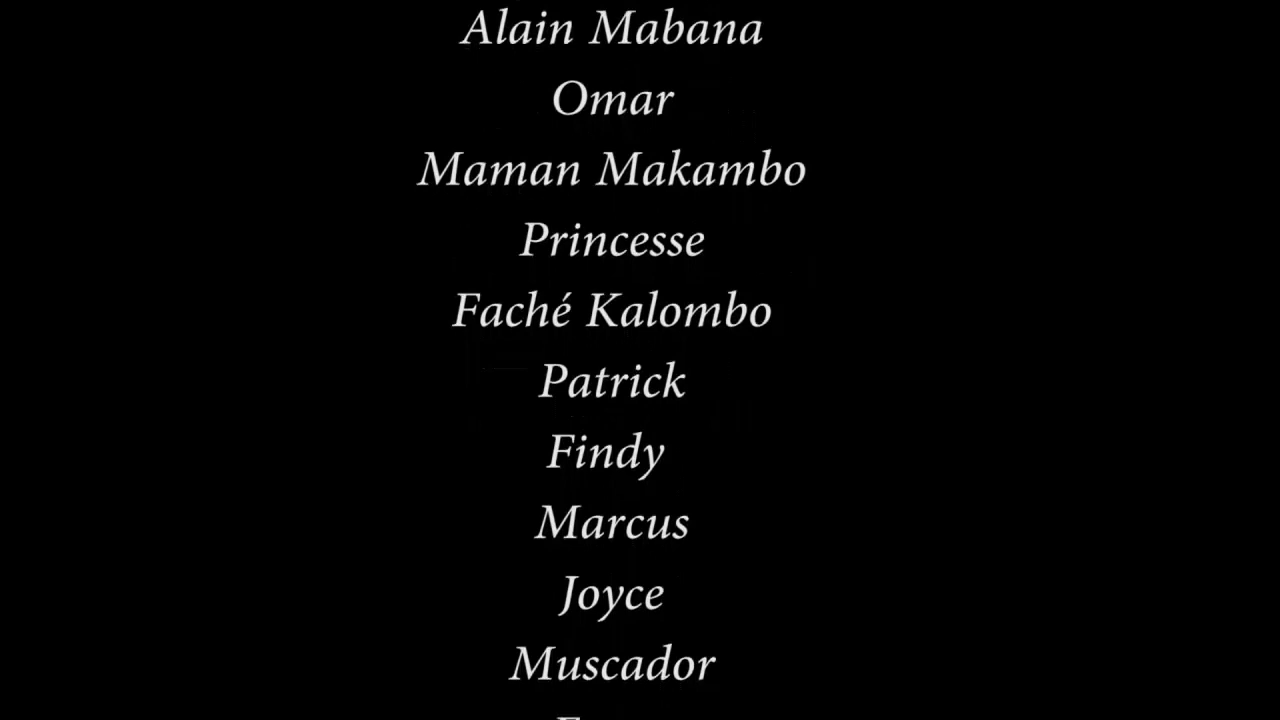 Alain Mabana
Omar
Maman Makambo
Princesse
Faché Kalombo
Patrick
Findy
Marcus
Joyce
Muscador